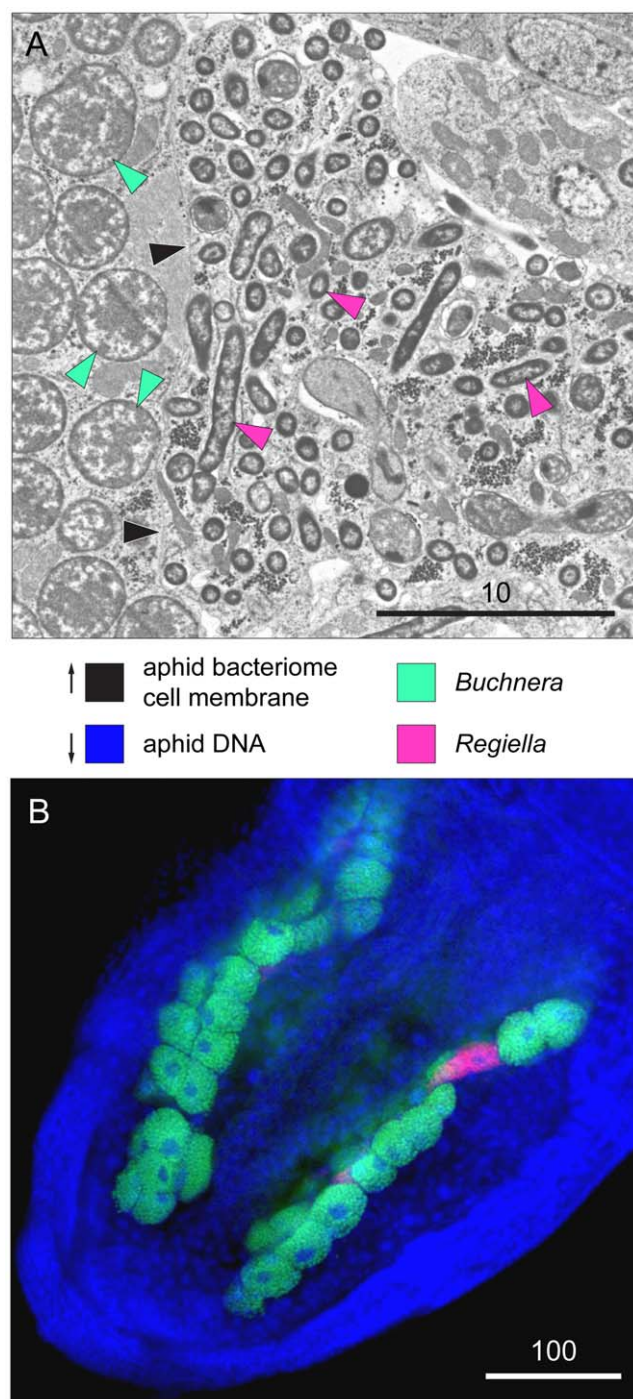 A
10
↑ aphid bacteriome
cell membrane
Buchnera
↓ aphid DNA
Regiella
B
100